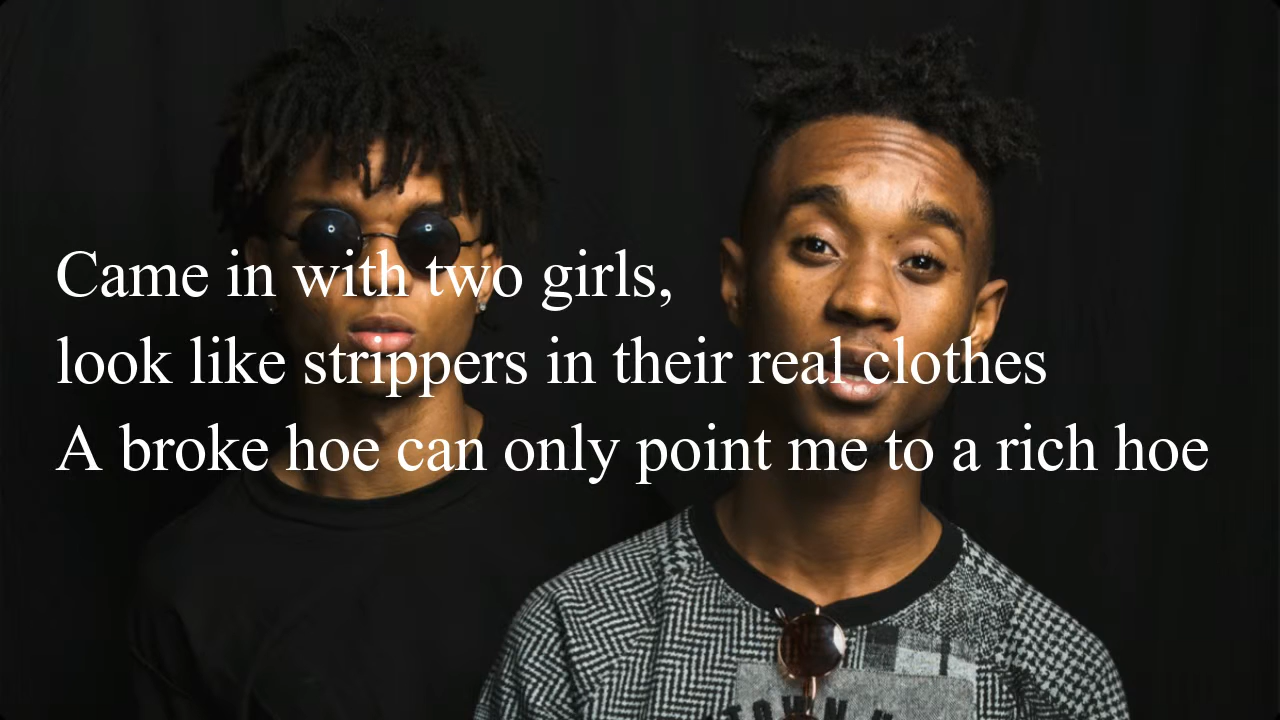 Came in with two girls,
look like strippers in their real clothes
A broke hoe can only point me to a rich hoe